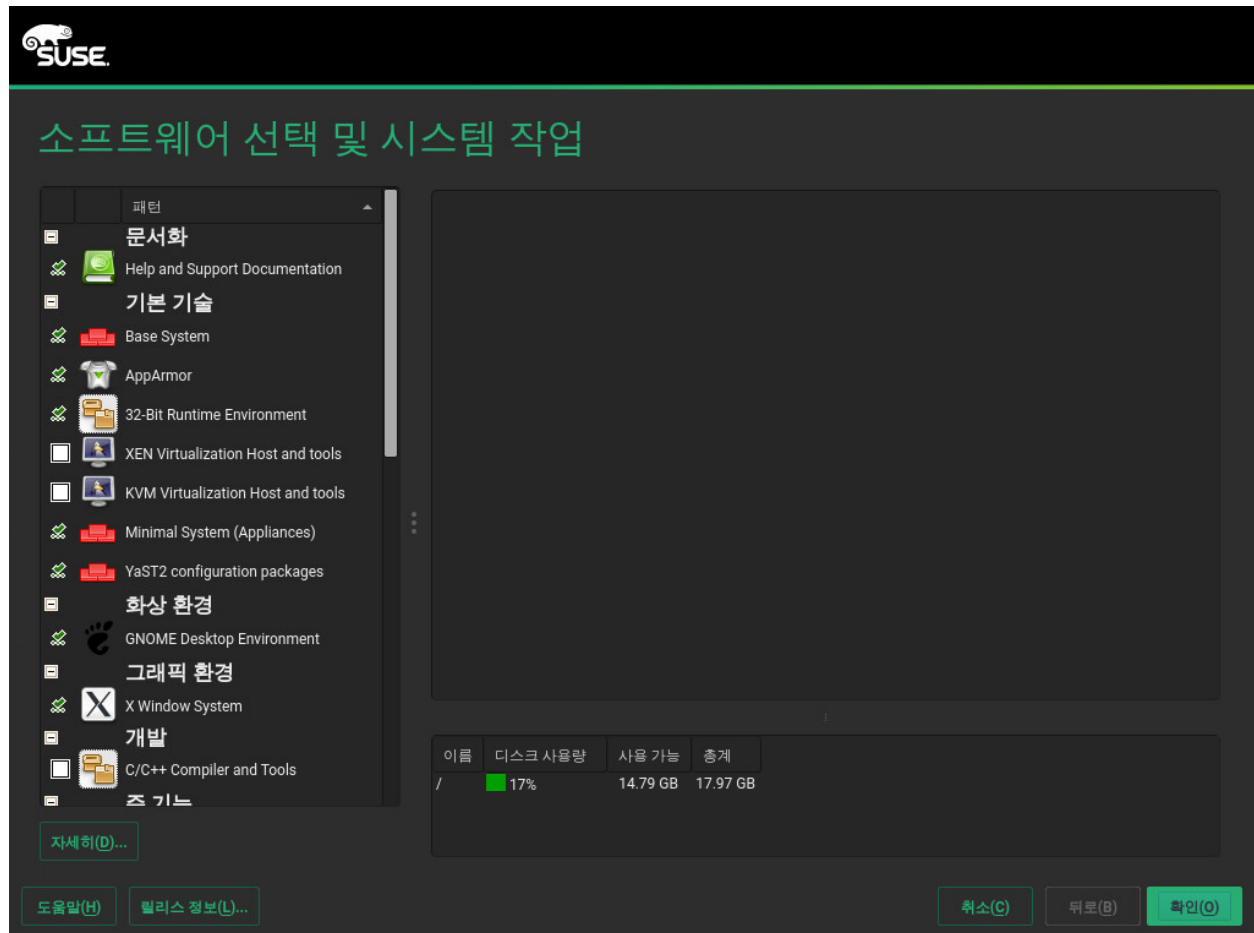 SUSE.
소프트웨어 선택 및 시스템 작업
패턴
문서화
Help and Support Documentation
기본 기술
Base System
AppArmor
32-Bit Runtime Environment
XEN Virtualization Host and tools
KVM Virtualization Host and tools
Minimal System (Appliances)
YaST2 configuration packages
화상 환경
GNOME Desktop Environment
그래픽 환경
X Window System
개발
C/C++ Compiler and Tools
주 기능
이름 디스크 사용량 사용 가능 총계
/ 17% 14.79 GB 17.97 GB
자세히(D)...
도움말(H) 릴리스 정보(L)... 취소(C) 뒤로(B) 확인(O)